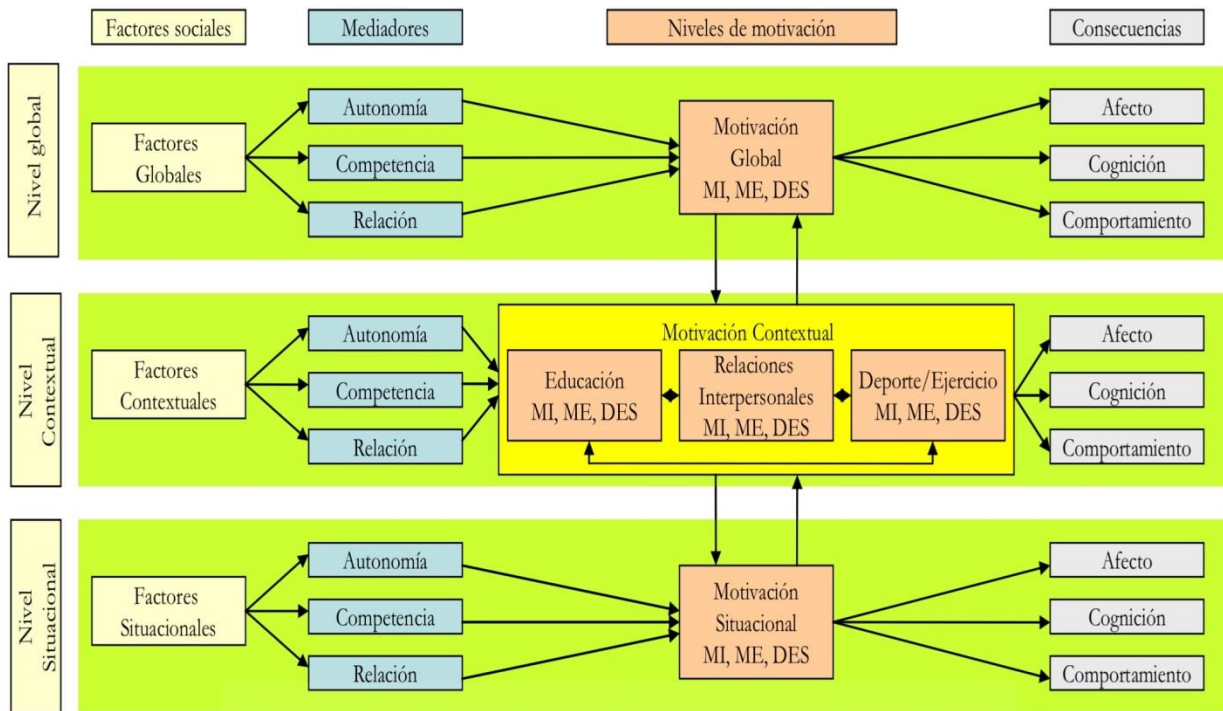 Factores sociales
Mediadores
Niveles de motivación
Consecuencias
Nivel global
Factores
Globales
Autonomía
Competencia
Relación
Motivación
Global
MI, ME, DES
Afecto
Cognición
Comportamiento
Nivel
Contextual
Factores
Contextuales
Autonomía
Competencia
Relación
Motivación Contextual
Educación
MI, ME, DES
Relaciones
Interpersonales
MI, ME, DES
Deporte/Ejercicio
MI, ME, DES
Afecto
Cognición
Comportamiento
Nivel
Situacional
Factores
Situacionales
Autonomía
Competencia
Relación
Motivación
Situacional
MI, ME, DES
Afecto
Cognición
Comportamiento